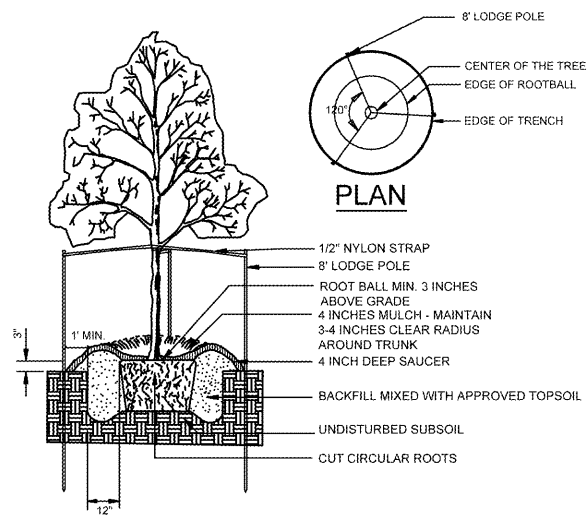 8' LODGE POLE
CENTER OF THE TREE
EDGE OF ROOTBALL
120°
EDGE OF TRENCH
PLAN
1/2" NYLON STRAP
8' LODGE POLE
ROOT BALL MIN. 3 INCHES
ABOVE GRADE
4 INCHES MULCH - MAINTAIN
3-4 INCHES CLEAR RADIUS
AROUND TRUNK
3"
1' MIN.
4 INCH DEEP SAUCER
BACKFILL MIXED WITH APPROVED TOPSOIL
UNDISTURBED SUBSOIL
CUT CIRCULAR ROOTS
12"